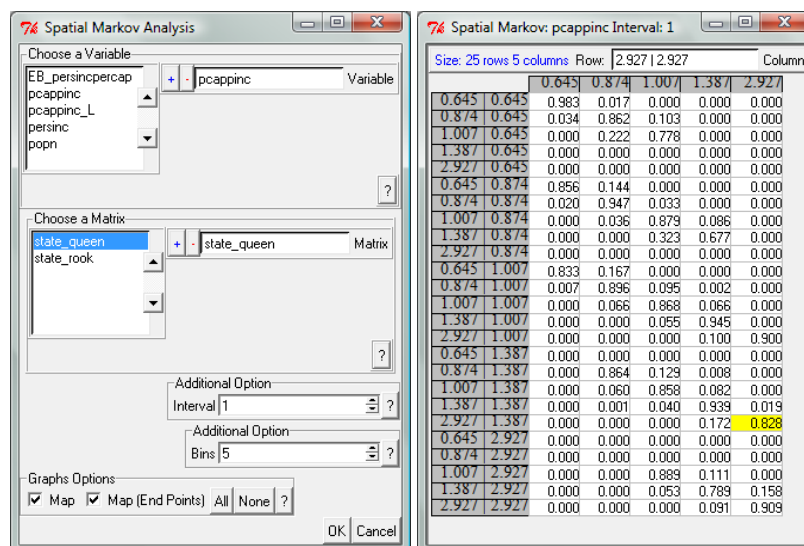 Spatial Markov Analysis
Choose a Variable
EB_persincpercap
pcappinc
pcappinc_L
persinc
popn
+ - pcappinc Variable
?
Choose a Matrix
state_queen
state_rook
+ - state_queen Matrix
?
Additional Option
Interval 1 ?
Additional Option
Bins 5 ?
Graphs Options
Map Map (End Points) All None ?
OK Cancel
Spatial Markov: pcappinc Interval: 1
Size: 25 rows 5 columns Row: 2.927 | 2.927 Column
0.645 0.874 1.007 1.387 2.927
0.645 0.645 0.983 0.017 0.000 0.000 0.000
0.874 0.645 0.034 0.862 0.103 0.000 0.000
1.007 0.645 0.000 0.222 0.778 0.000 0.000
1.387 0.645 0.000 0.000 0.000 0.000 0.000
2.927 0.645 0.000 0.000 0.000 0.000 0.000
0.645 0.874 0.856 0.144 0.000 0.000 0.000
0.874 0.874 0.020 0.947 0.033 0.000 0.000
1.007 0.874 0.000 0.036 0.879 0.086 0.000
1.387 0.874 0.000 0.000 0.323 0.677 0.000
2.927 0.874 0.000 0.000 0.000 0.000 0.000
0.645 1.007 0.833 0.167 0.000 0.000 0.000
0.874 1.007 0.007 0.896 0.095 0.002 0.000
1.007 1.007 0.000 0.066 0.868 0.066 0.000
1.387 1.007 0.000 0.000 0.055 0.945 0.000
2.927 1.007 0.000 0.000 0.000 0.100 0.900
0.645 1.387 0.000 0.000 0.000 0.000 0.000
0.874 1.387 0.000 0.864 0.129 0.008 0.000
1.007 1.387 0.000 0.060 0.858 0.082 0.000
1.387 1.387 0.000 0.001 0.040 0.939 0.019
2.927 1.387 0.000 0.000 0.000 0.172 0.828
0.645 2.927 0.000 0.000 0.000 0.000 0.000
0.874 2.927 0.000 0.000 0.000 0.000 0.000
1.007 2.927 0.000 0.000 0.889 0.111 0.000
1.387 2.927 0.000 0.000 0.053 0.789 0.158
2.927 2.927 0.000 0.000 0.000 0.091 0.909